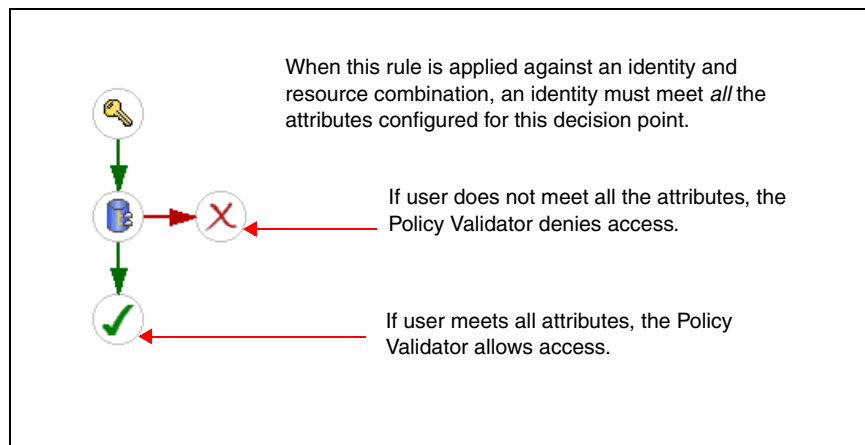 When this rule is applied against an identity and
resource combination, an identity must meet all the
attributes configured for this decision point.
If user does not meet all the attributes, the
Policy Validator denies access.
If user meets all attributes, the Policy
Validator allows access.